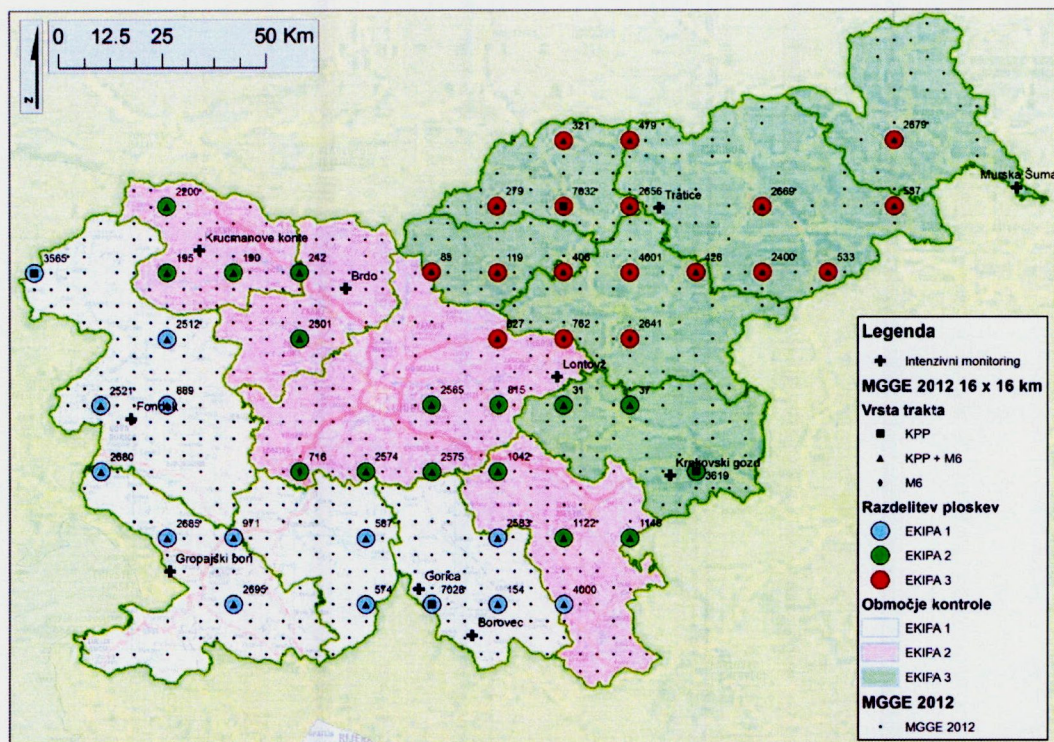 0 12.5 25 50 Km
N
321 479 2679
279 7832 2656 Tratice 2669 537 Murska Šuma
2200
Krucmanove konte
3565 195 190 242 Brdo 85 119 406 4601 426 2400 533
2512 2301 827 762 2641
Lontovž
2521 889 2565 815 31 37
Fondek
2680 716 2574 2575 1042 Krakovski gozd 3619
2685 971 587 2583 1122 1146
Gropajski bori
2695 574 Gorica 7028 154 4000
Borovec
Legenda
Intenzivni monitoring
MGGE 2012 16 x 16 km
Vrsta trakta
KPP
KPP + M6
M6
Razdelitev ploskev
EKIPA 1
EKIPA 2
EKIPA 3
Območje kontrole
EKIPA 1
EKIPA 2
EKIPA 3
MGGE 2012
MGGE 2012